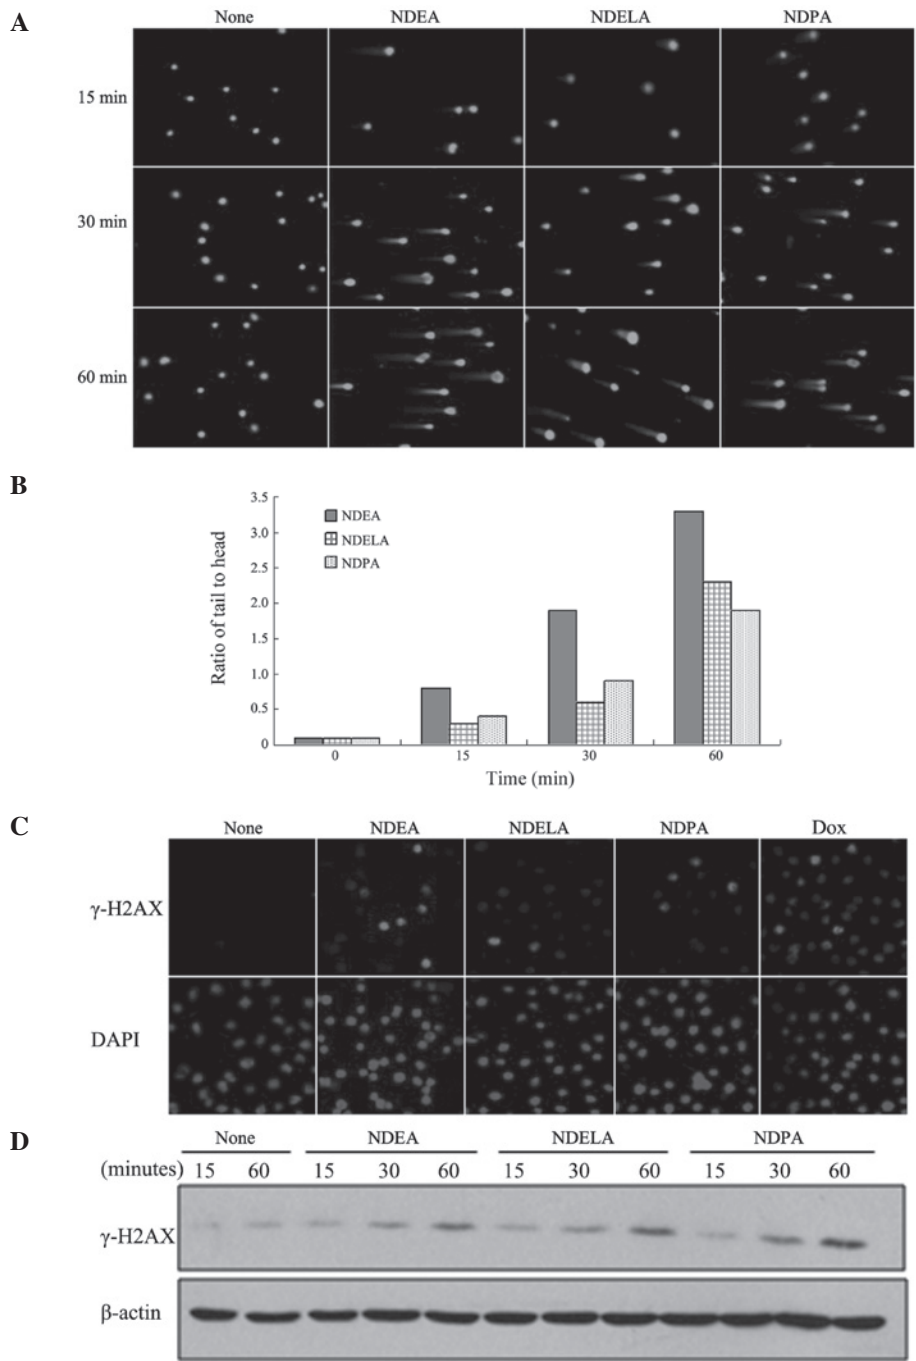 A
None NDEA NDELA NDPA
15 min
30 min
60 min
B
3.5
3.0
2.5
2.0
1.5
1.0
0.5
0
Ratio of tail to head
NDEA
NDELA
NDPA
0 15 30 60
Time (min)
C
None NDEA NDELA NDPA Dox
γ-H2AX
DAPI
D
None NDEA NDELA NDPA
(minutes) 15 60 15 30 60 15 30 60 15 30 60
γ-H2AX
β-actin